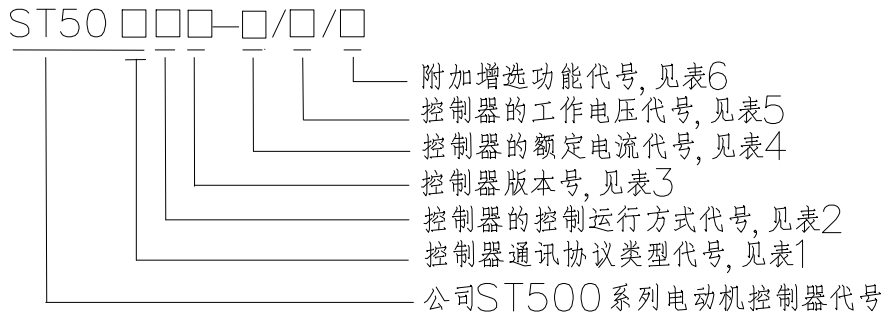 ST50□□□-□/□/□
附加增选功能代号,见表6
控制器的工作电压代号,见表5
控制器的额定电流代号,见表4
控制器版本号,见表3
控制器的控制运行方式代号,见表2
控制器通讯协议类型代号,见表1
公司ST500系列电动机控制器代号